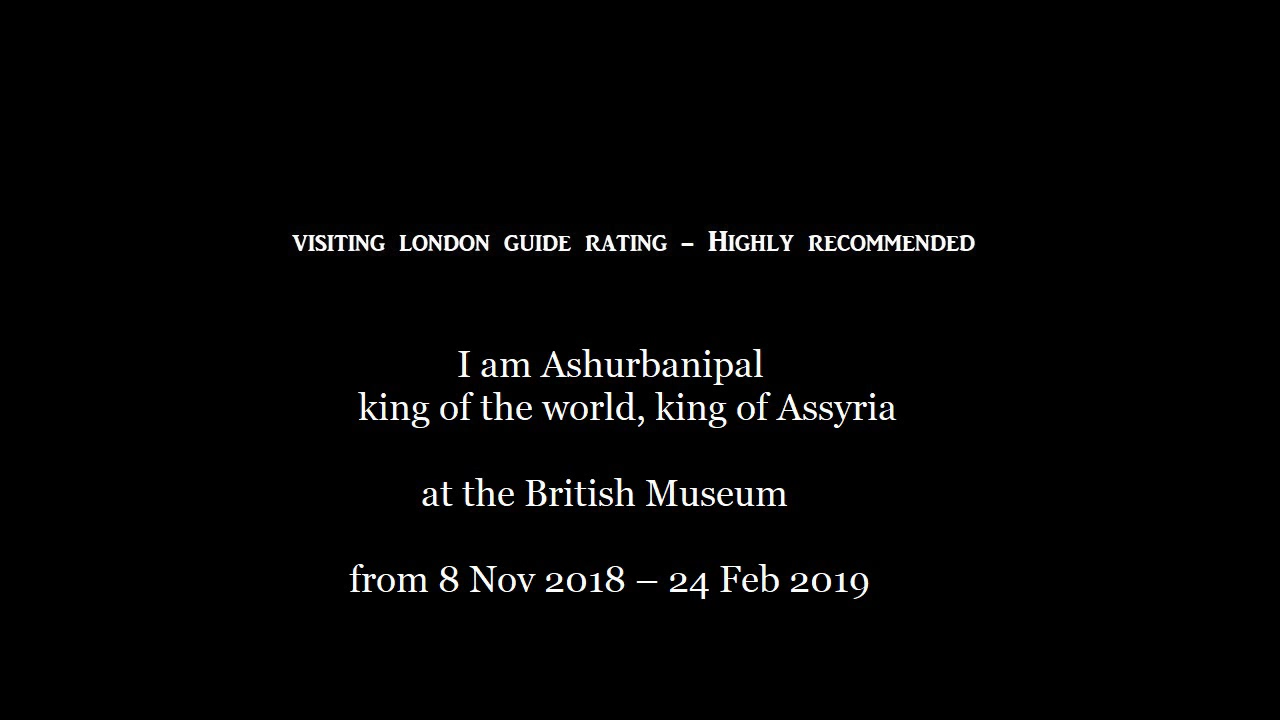 visiting london guide rating – Highly recommended
I am Ashurbanipal
king of the world, king of Assyria
at the British Museum
from 8 Nov 2018 – 24 Feb 2019